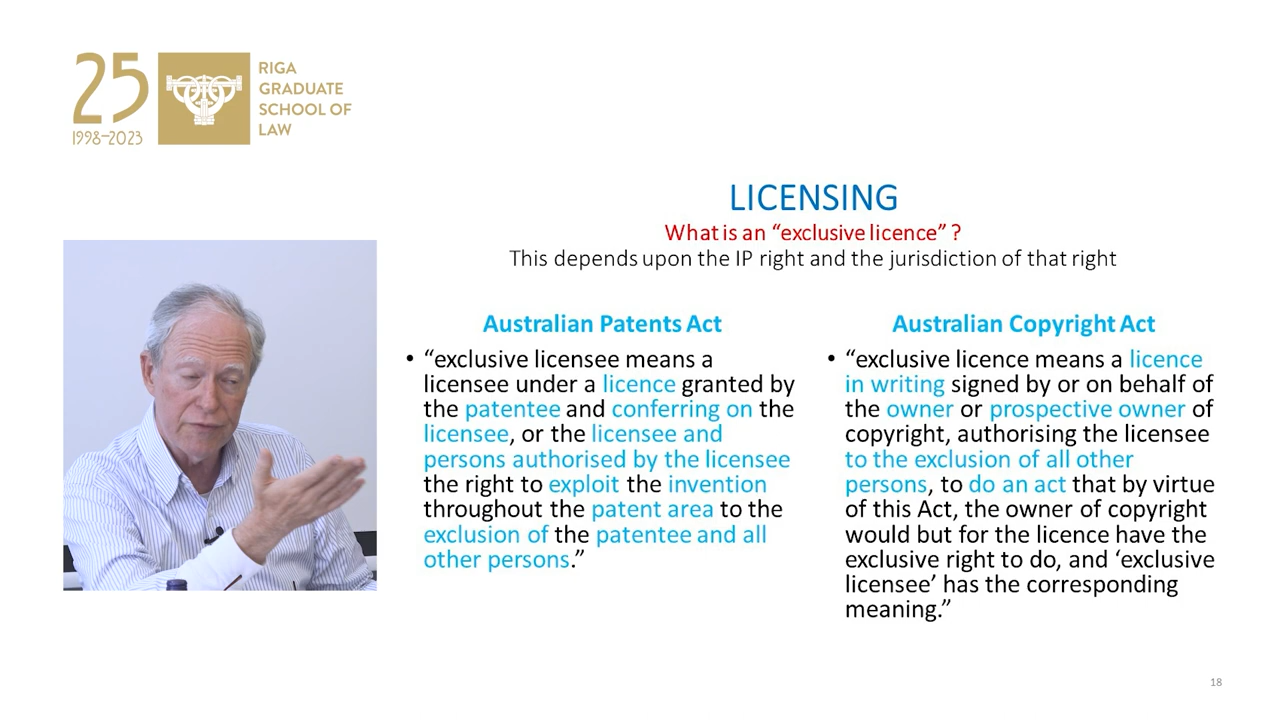 25
1998–2023
RIGA
GRADUATE
SCHOOL OF
LAW
LICENSING
What is an “exclusive licence” ?
This depends upon the IP right and the jurisdiction of that right
Australian Patents Act
• “exclusive licensee means a
licensee under a licence granted by
the patentee and conferring on the
licensee, or the licensee and
persons authorised by the licensee
the right to exploit the invention
throughout the patent area to the
exclusion of the patentee and all
other persons.”
Australian Copyright Act
• “exclusive licence means a licence
in writing signed by or on behalf of
the owner or prospective owner of
copyright, authorising the licensee
to the exclusion of all other
persons, to do an act that by virtue
of this Act, the owner of copyright
would but for the licence have the
exclusive right to do, and ‘exclusive
licensee’ has the corresponding
meaning.”
18